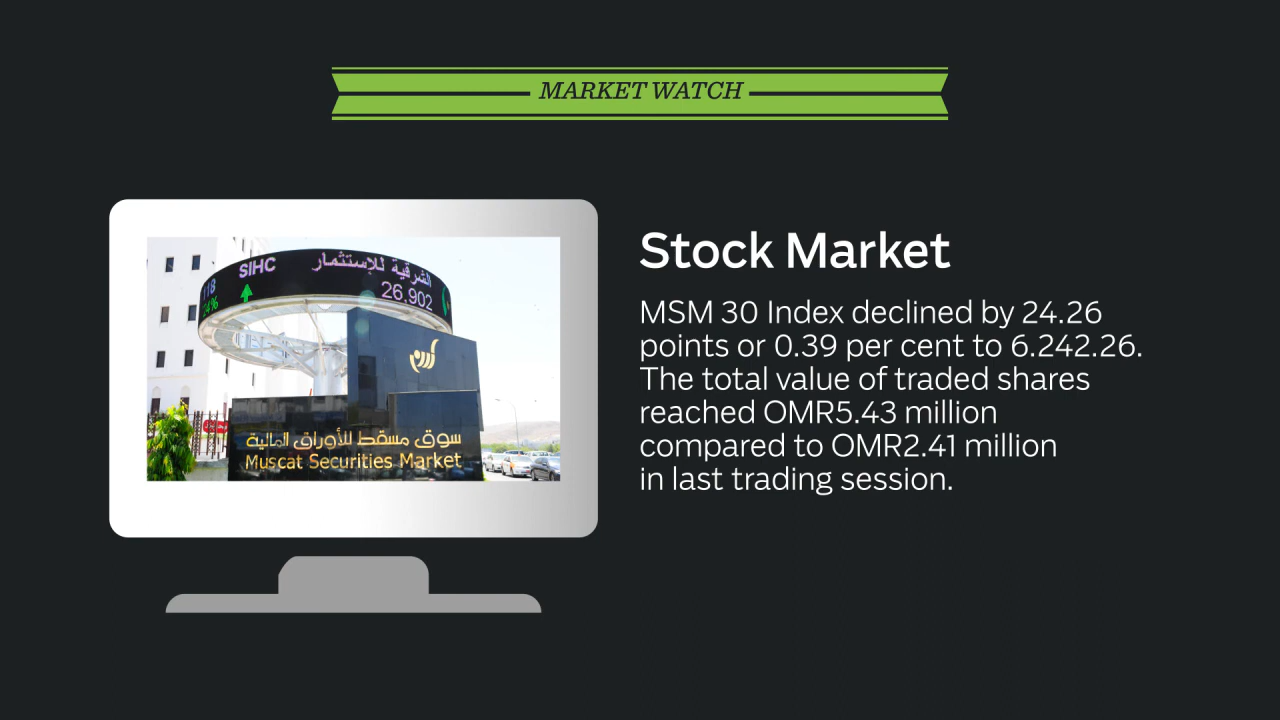 MARKET WATCH
SIHC
الشرقية للإستثمار
118
26.902
سوق مسقط للأوراق المالية
Muscat Securities Market
Stock Market
MSM 30 Index declined by 24.26
points or 0.39 per cent to 6.242.26.
The total value of traded shares
reached OMR5.43 million
compared to OMR2.41 million
in last trading session.